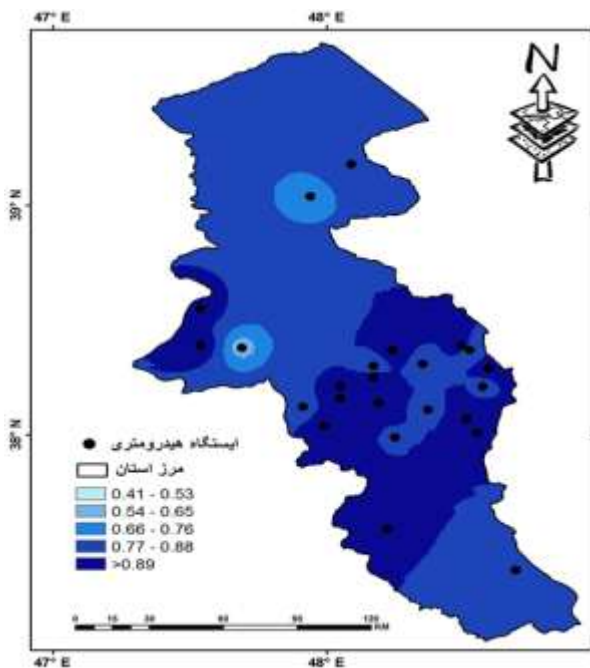 47° E 48° E
N
39° N
38° N
ایستگاه هیدرومتری
مرز استان
0.41 - 0.53
0.54 - 0.65
0.66 - 0.76
0.77 - 0.88
>0.89
0 15 30 60 90 120
KM
47° E 48° E